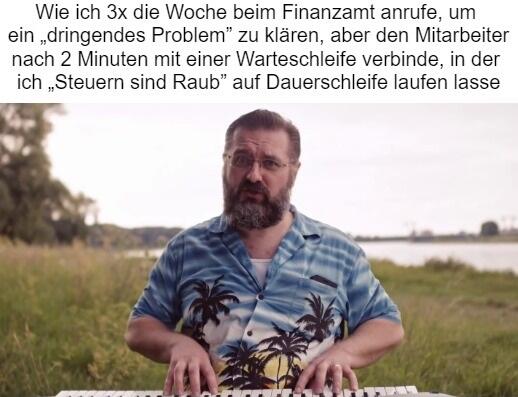 Wie ich 3x die Woche beim Finanzamt anrufe, um
ein „dringendes Problem” zu klären, aber den Mitarbeiter
nach 2 Minuten mit einer Warteschleife verbinde, in der
ich „Steuern sind Raub” auf Dauerschleife laufen lasse